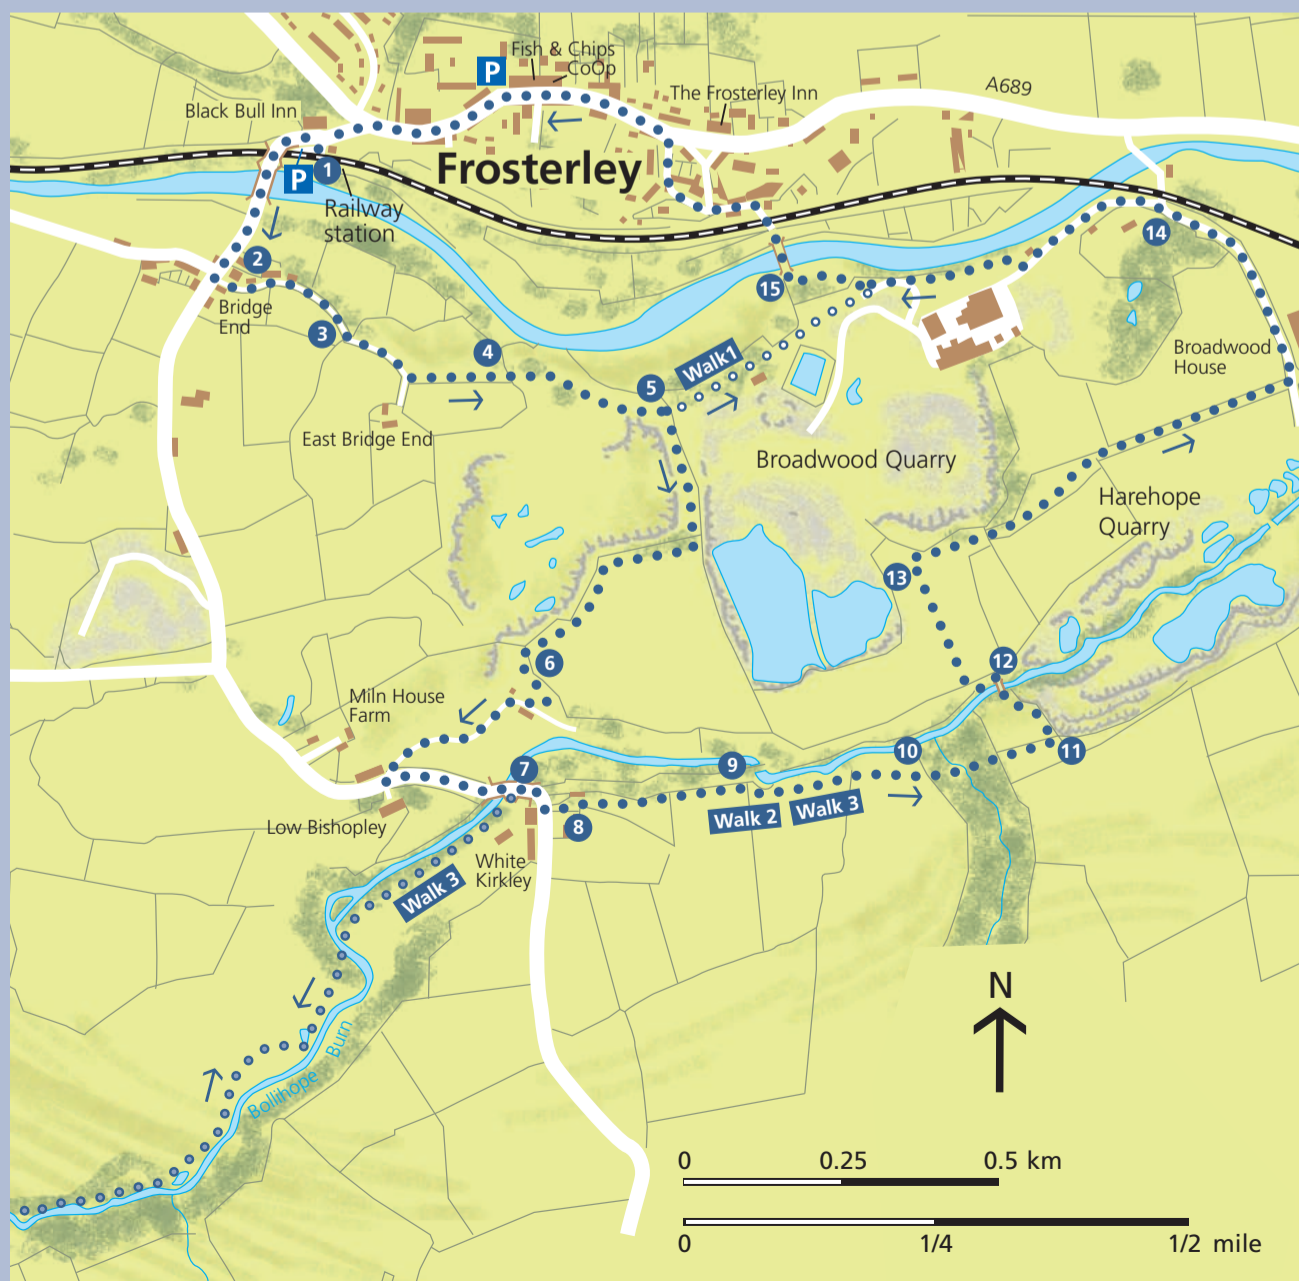 Fish & Chips
P
CoOp
The Frosterley Inn
A689
Black Bull Inn
P
1
Frosterley
Railway
station
14
2
15
Bridge
End
3
4
Walk1
Broadwood
House
5
East Bridge End
Broadwood Quarry
Harehope
Quarry
13
6
12
Miln House
Farm
7
9
10
11
Walk 2
Walk 3
Low Bishopley
8
White
Kirkley
Walk 3
N
Bollihope Burn
0
0.25
0.5 km
0
1/4
1/2 mile